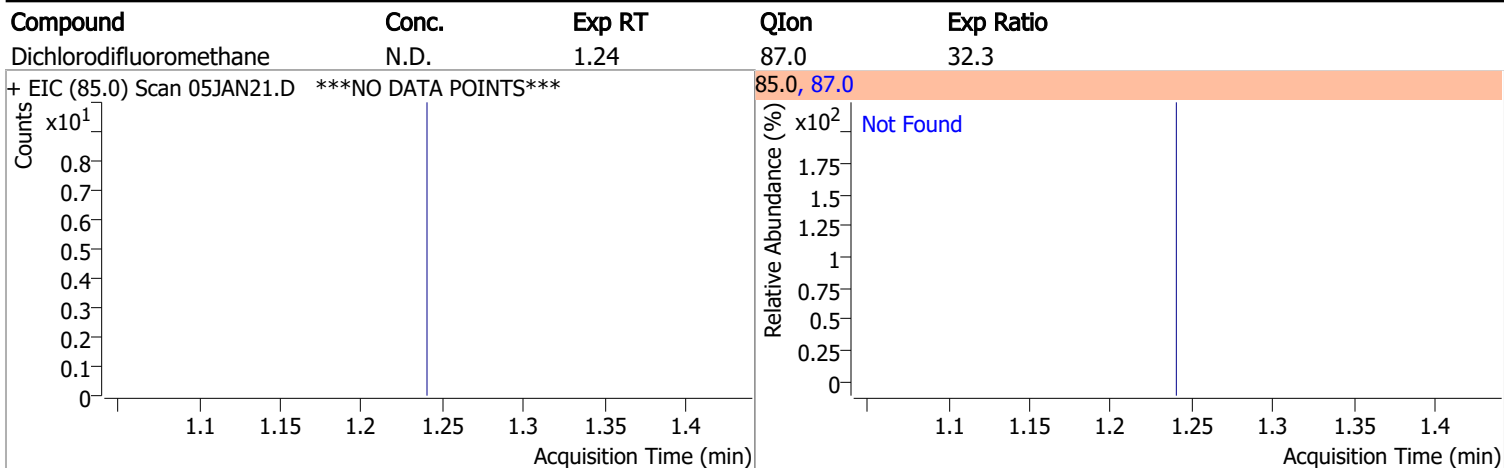 Compound Conc. Exp RT QIon Exp Ratio
Dichlorodifluoromethane N.D. 1.24 87.0 32.3
+ EIC (85.0) Scan 05JAN21.D ***NO DATA POINTS***
Counts
x10¹
0.8
0.7
0.6
0.5
0.4
0.3
0.2
0.1
0
1.1 1.15 1.2 1.25 1.3 1.35 1.4
Acquisition Time (min)
85.0, 87.0
Relative Abundance (%)
x10²
Not Found
1.75
1.5
1.25
1
0.75
0.5
0.25
0
1.1 1.15 1.2 1.25 1.3 1.35 1.4
Acquisition Time (min)